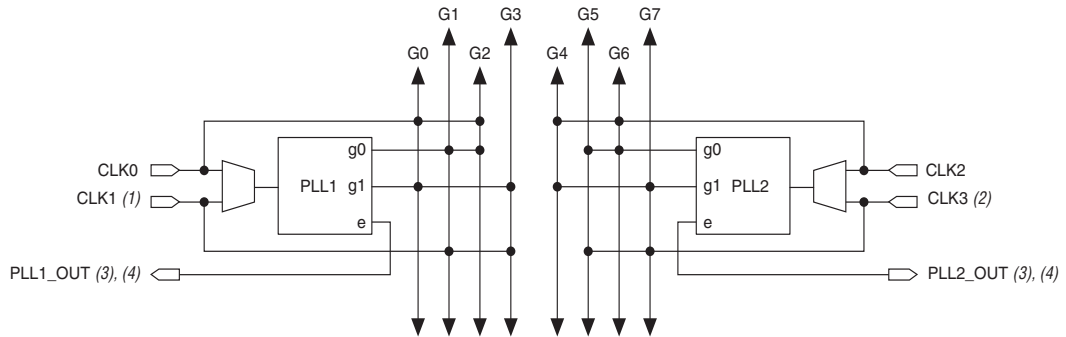 G1
G3
G5
G7
G0
G2
G4
G6
g0
g0
CLK0
CLK2
PLL1
g1
g1
PLL2
CLK1 (1)
CLK3 (2)
e
e
PLL1_OUT (3), (4)
PLL2_OUT (3), (4)